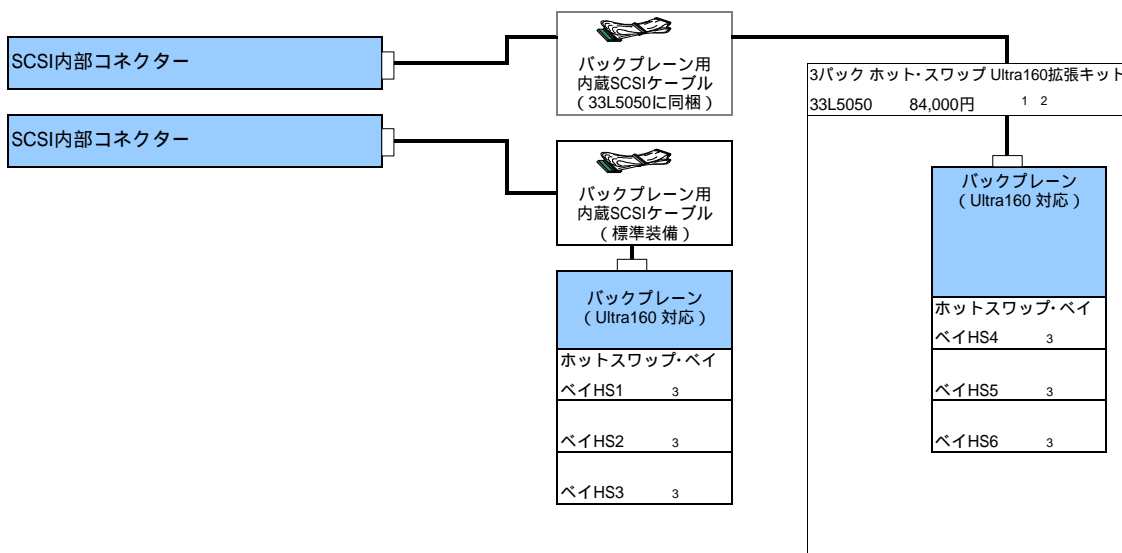 SCSI内部コネクター
バックプレーン用
内蔵SCSIケーブル
（33L5050に同梱）
3パック ホット・スワップ Ultra160拡張キット
33L5050 84,000円 1 2
SCSI内部コネクター
バックプレーン用
内蔵SCSIケーブル
（標準装備）
バックプレーン
（Ultra160 対応）
ホットスワップ・ベイ
ベイHS1 3
ベイHS2 3
ベイHS3 3
バックプレーン
（Ultra160 対応）
ホットスワップ・ベイ
ベイHS4 3
ベイHS5 3
ベイHS6 3